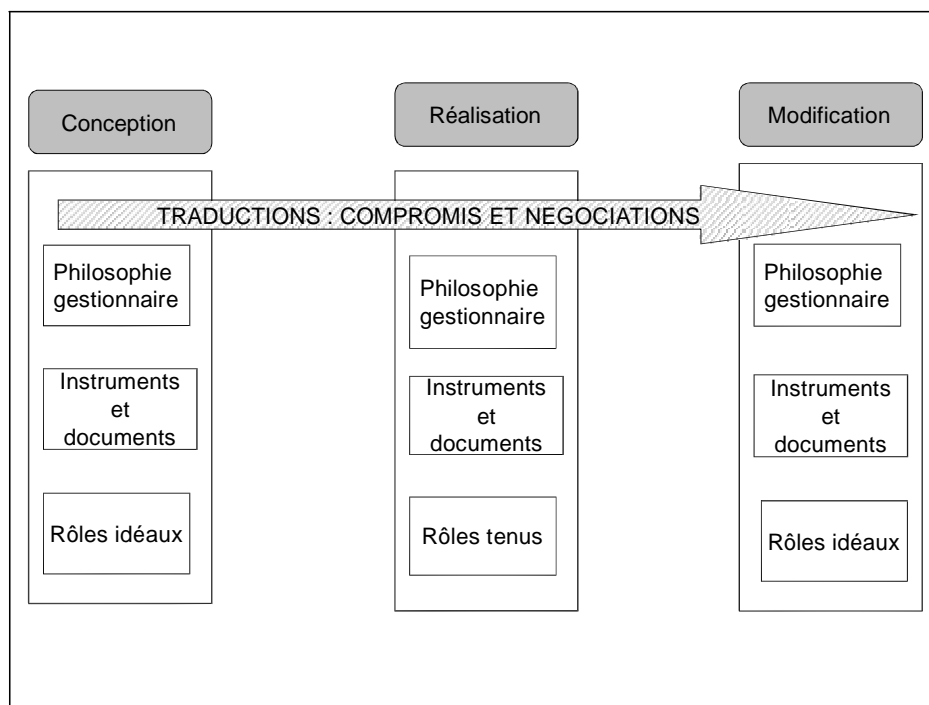 Conception
Réalisation
Modification
TRADUCTIONS : COMPROMIS ET NEGOCIATIONS
Philosophie
gestionnaire
Instruments
et
documents
Rôles idéaux
Philosophie
gestionnaire
Instruments
et
documents
Rôles tenus
Philosophie
gestionnaire
Instruments
et
documents
Rôles idéaux